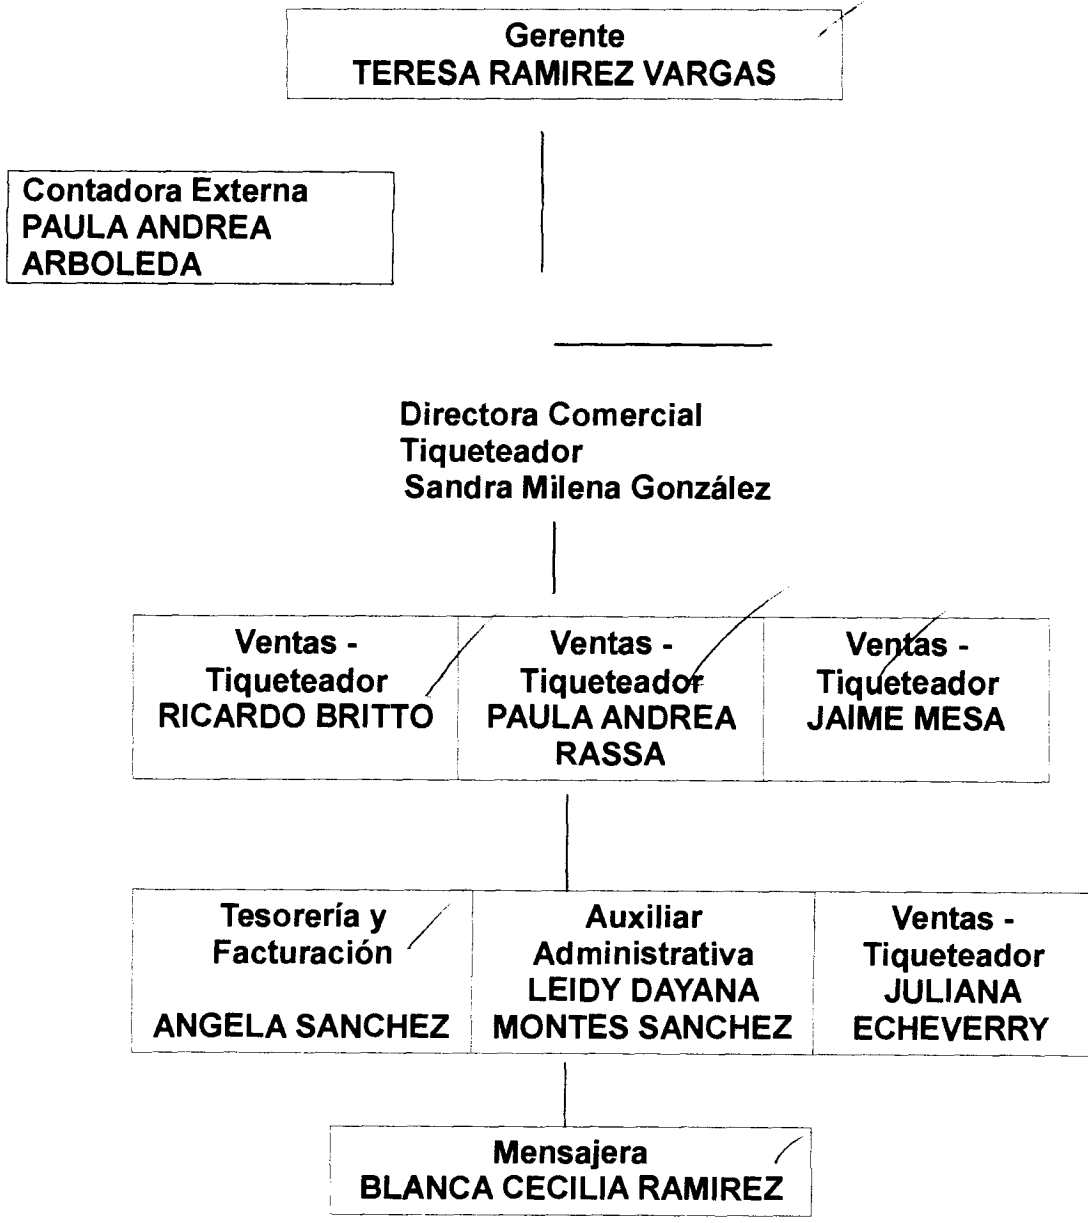 Gerente
TERESA RAMIREZ VARGAS
Contadora Externa
PAULA ANDREA
ARBOLEDA
Directora Comercial
Tiqueteador
Sandra Milena González
Ventas -
Tiqueteador
RICARDO BRITTO
Ventas -
Tiqueteador
PAULA ANDREA
RASSA
Ventas -
Tiqueteador
JAIME MESA
Tesorería y
Facturación
ANGELA SANCHEZ
Auxiliar
Administrativa
LEIDY DAYANA
MONTES SANCHEZ
Ventas -
Tiqueteador
JULIANA
ECHEVERRY
Mensajera
BLANCA CECILIA RAMIREZ